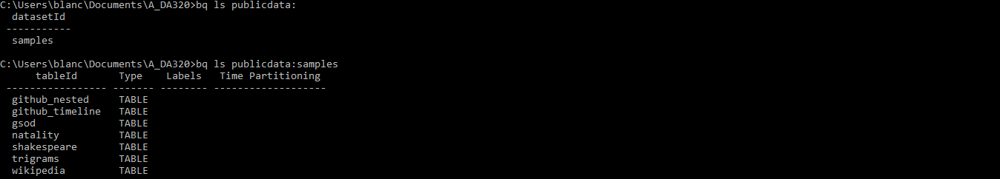 C:\Users\blanc\Documents\A_DA320>bq ls publicdata:
  datasetId
 -----------
  samples

C:\Users\blanc\Documents\A_DA320>bq ls publicdata:samples
      tableId       Type    Labels   Time Partitioning
 ----------------- ------- -------- -------------------
  github_nested     TABLE
  github_timeline   TABLE
  gsod              TABLE
  natality          TABLE
  shakespeare       TABLE
  trigrams          TABLE
  wikipedia         TABLE